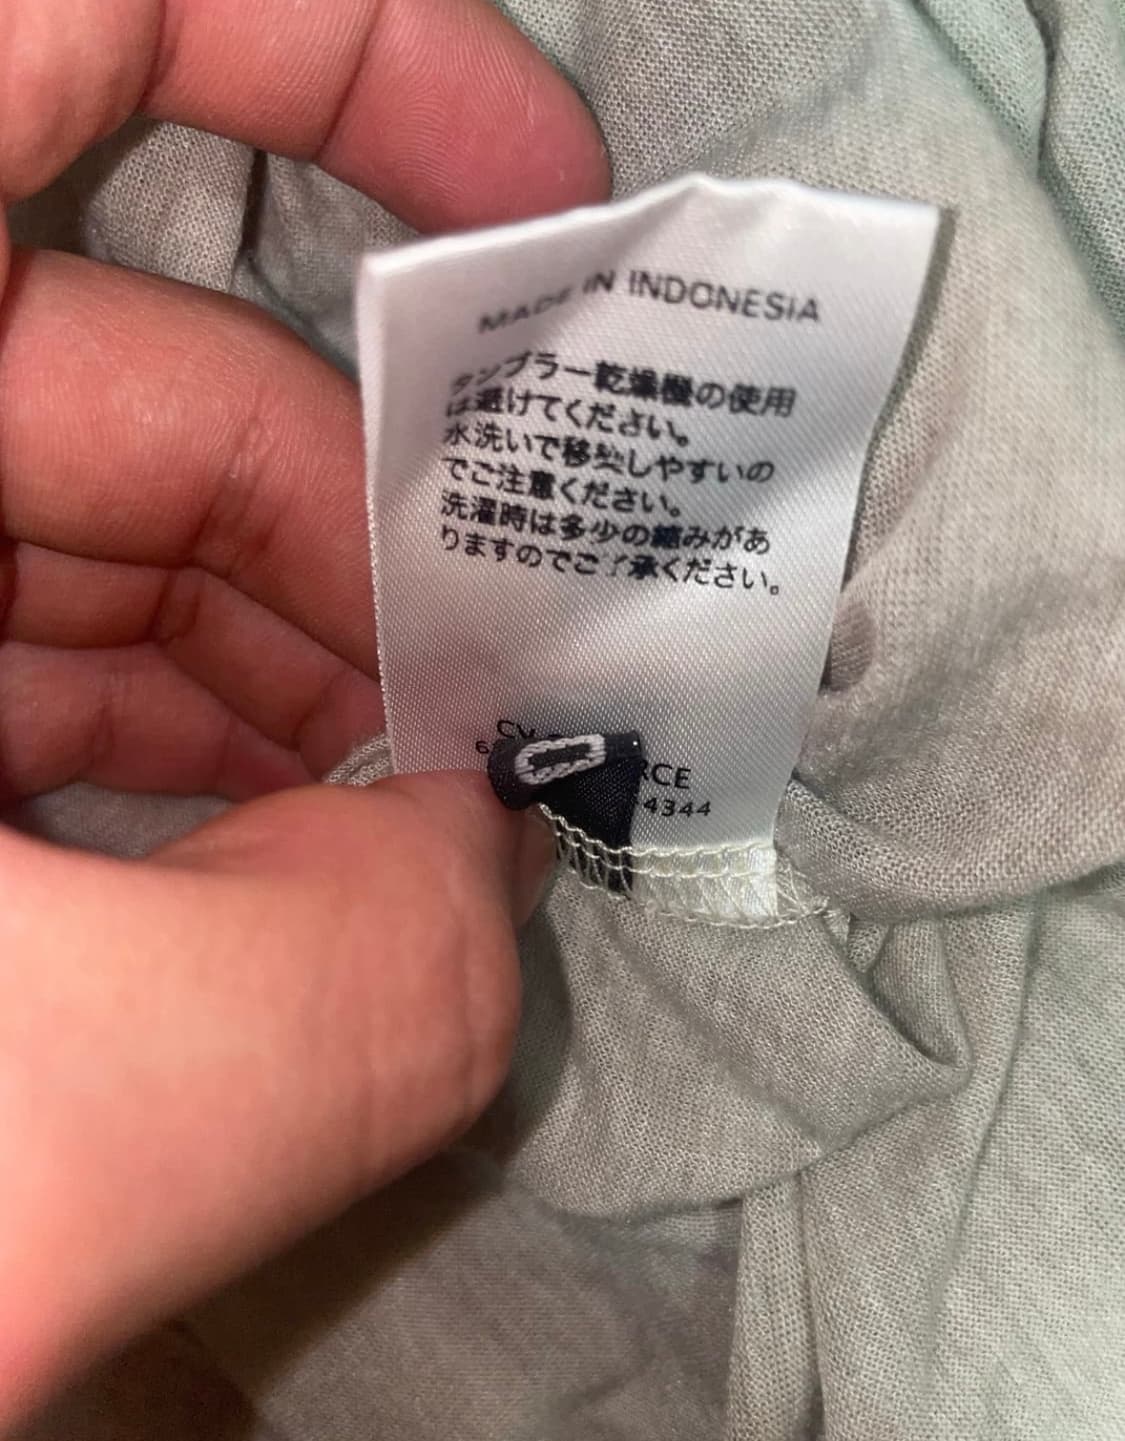 MADE IN INDONESIA
タンブラー乾燥機の使用
は避けてください。
水洗いで移染しやすいの
でご注意ください。
洗濯時は多少の縮みがあ
りますのでご了承ください。